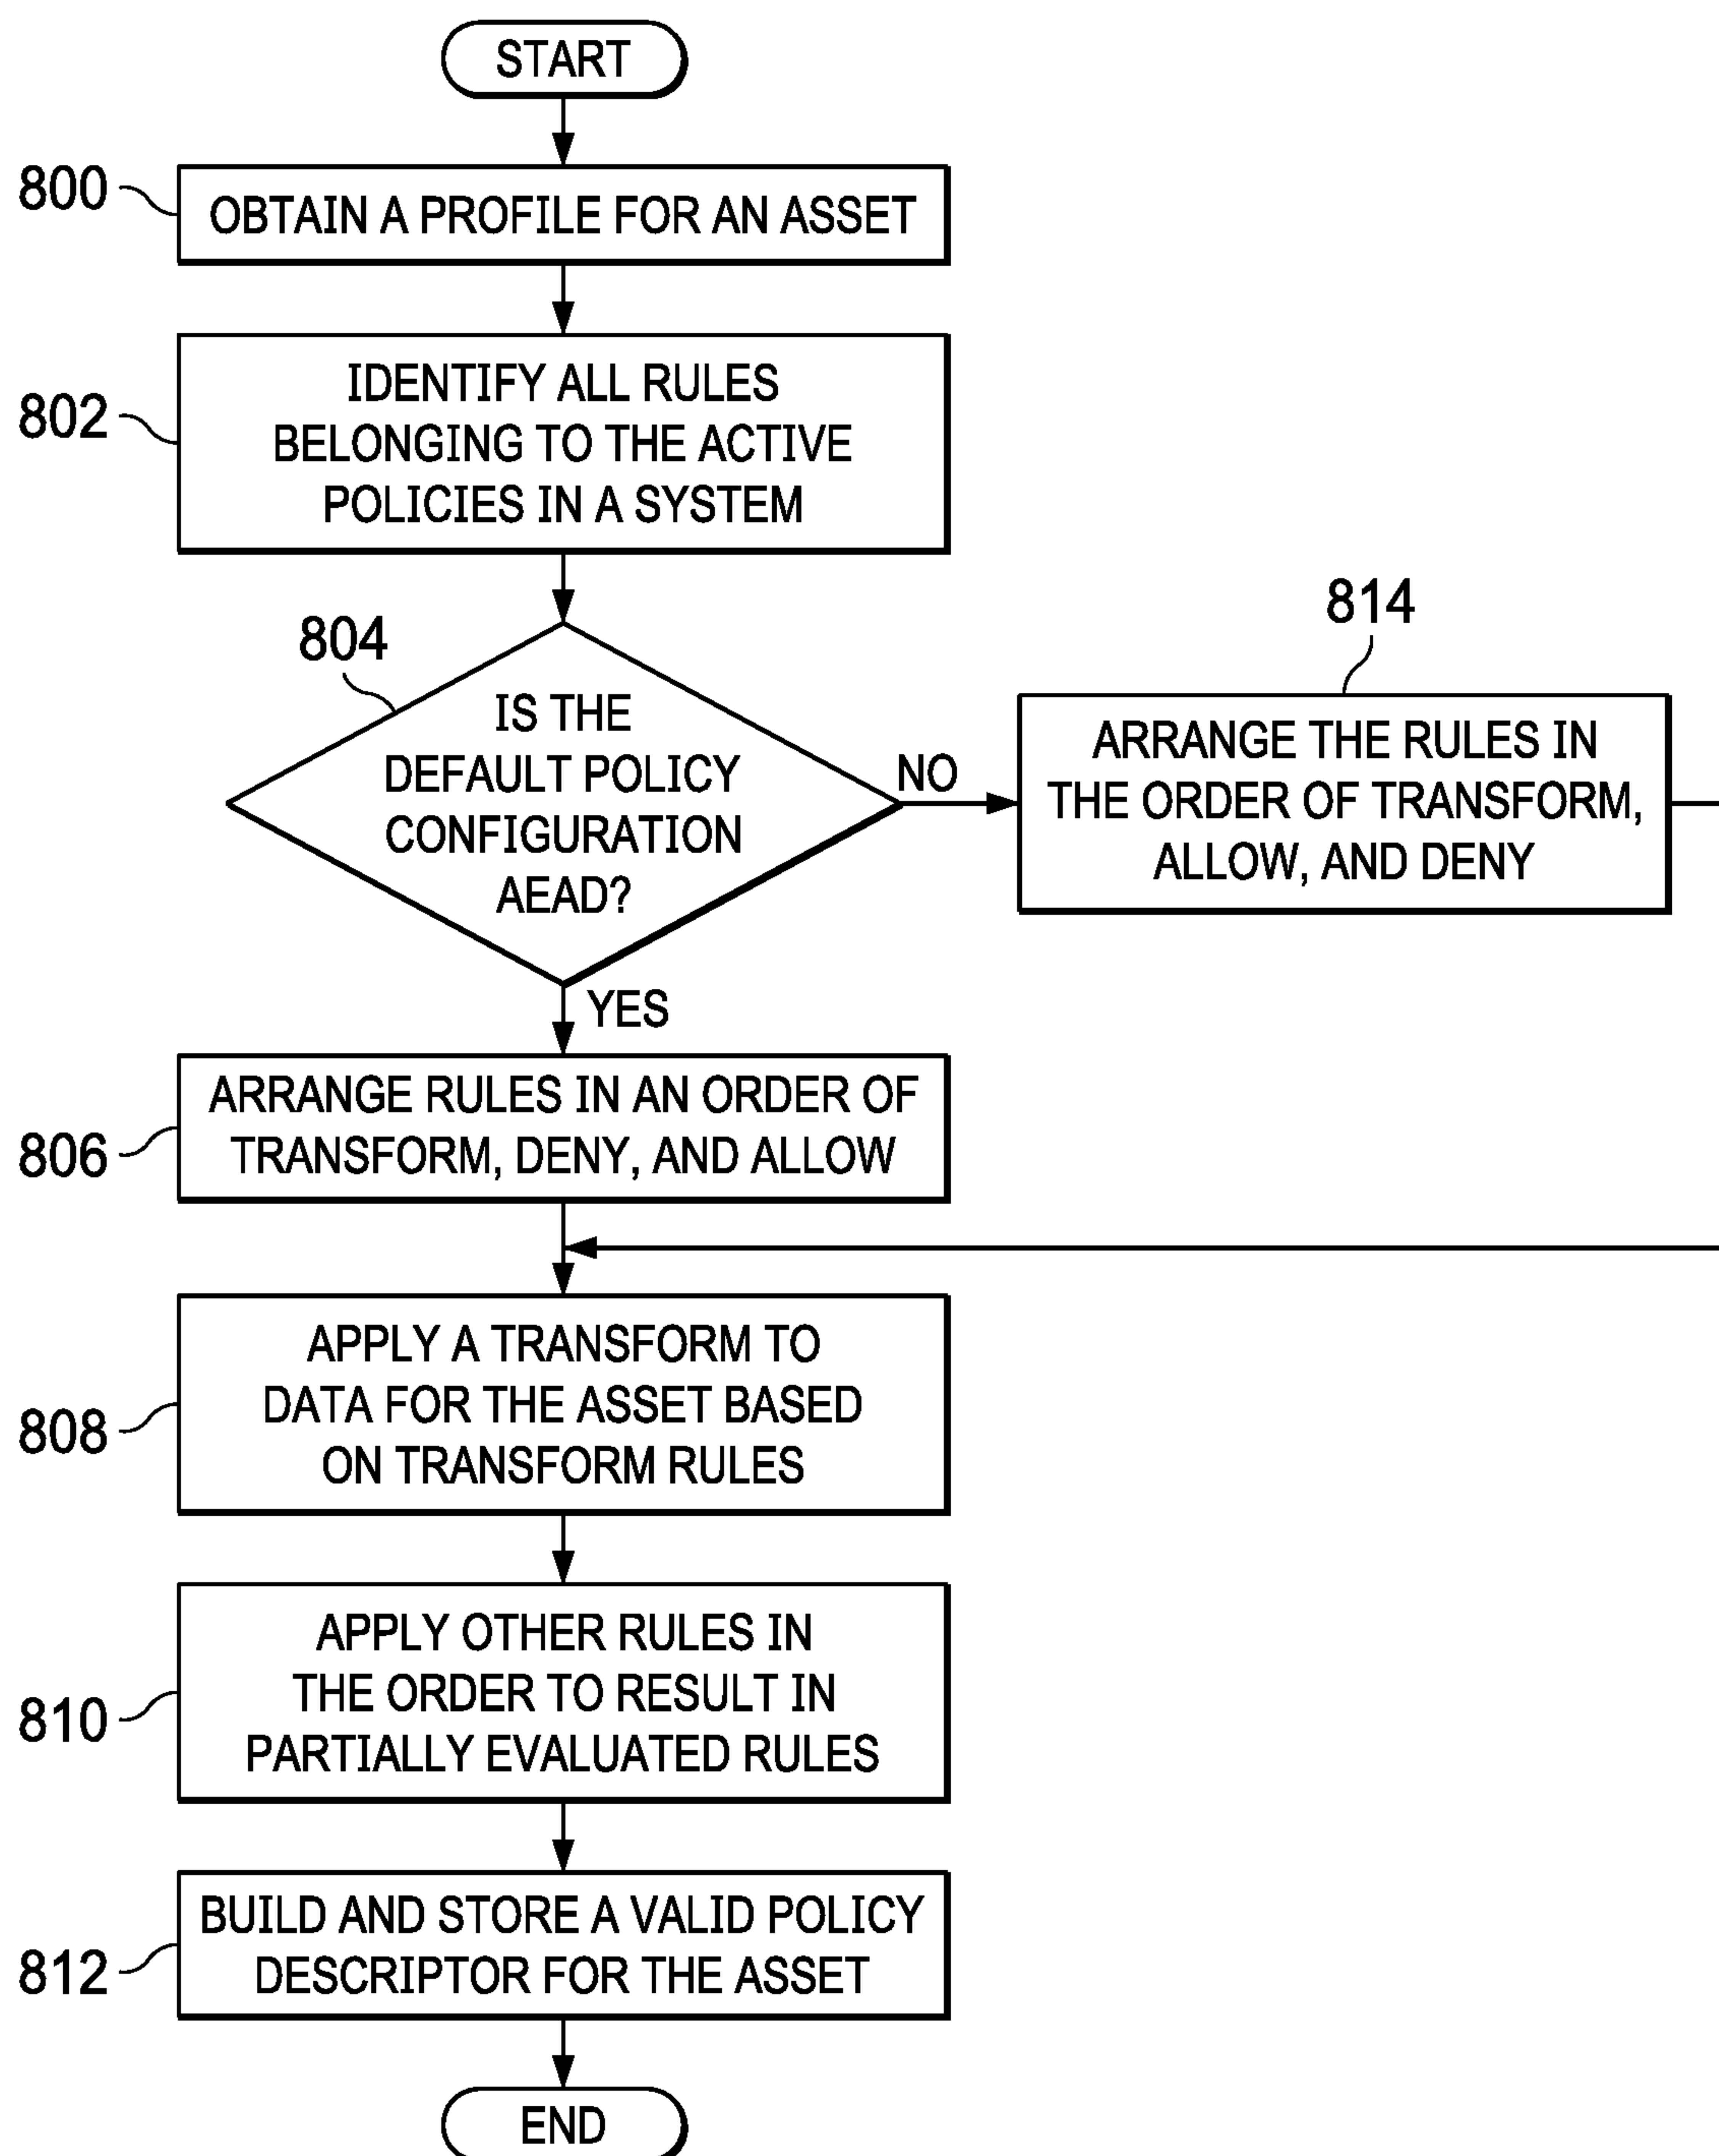 START
800
OBTAIN A PROFILE FOR AN ASSET
802
IDENTIFY ALL RULES
BELONGING TO THE ACTIVE
POLICIES IN A SYSTEM
804
IS THE
DEFAULT POLICY
CONFIGURATION
AEAD?
NO
814
ARRANGE THE RULES IN
THE ORDER OF TRANSFORM,
ALLOW, AND DENY
YES
806
ARRANGE RULES IN AN ORDER OF
TRANSFORM, DENY, AND ALLOW
808
APPLY A TRANSFORM TO
DATA FOR THE ASSET BASED
ON TRANSFORM RULES
810
APPLY OTHER RULES IN
THE ORDER TO RESULT IN
PARTIALLY EVALUATED RULES
812
BUILD AND STORE A VALID POLICY
DESCRIPTOR FOR THE ASSET
END